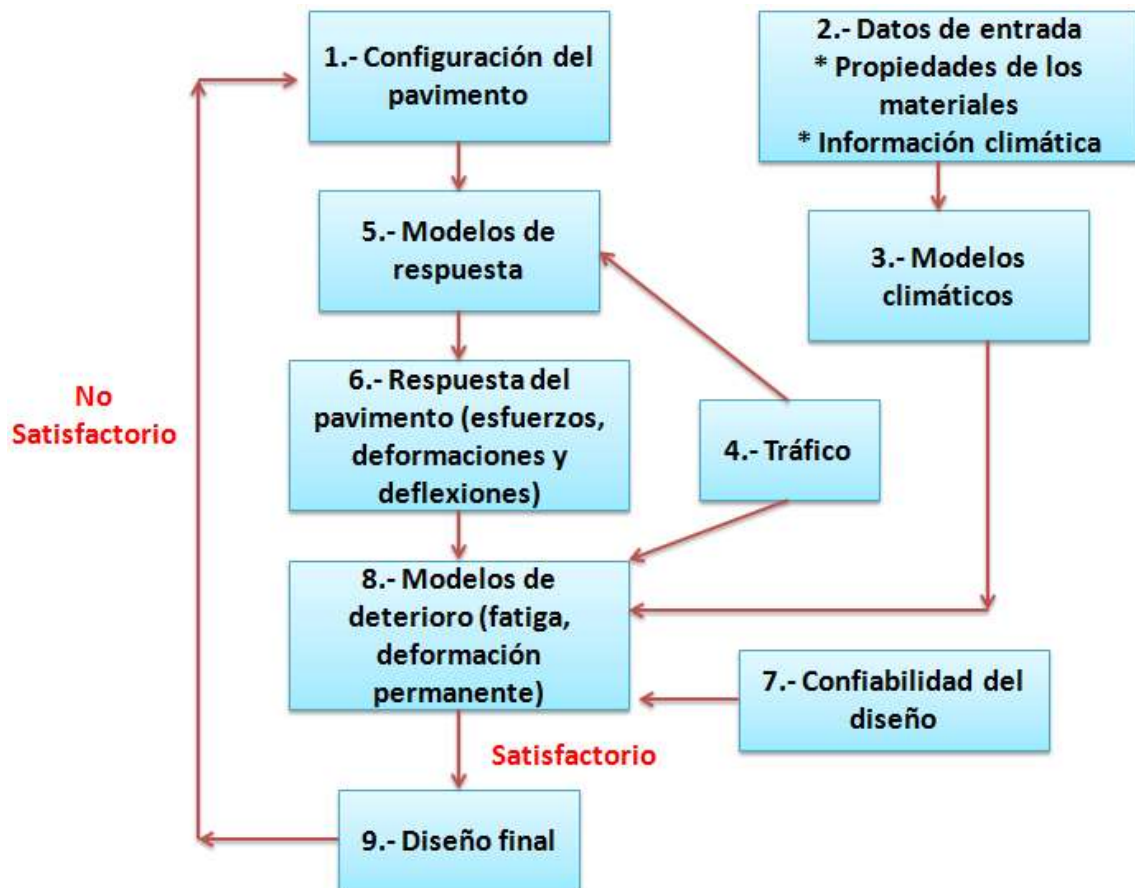 1.- Configuración del
pavimento
2.- Datos de entrada
* Propiedades de los
materiales
* Información climática
5.- Modelos de
respuesta
3.- Modelos
climáticos
No
Satisfactorio
6.- Respuesta del
pavimento (esfuerzos,
deformaciones y
deflexiones)
4.- Tráfico
8.- Modelos de
deterioro (fatiga,
deformación
permanente)
7.- Confiabilidad del
diseño
Satisfactorio
9.- Diseño final